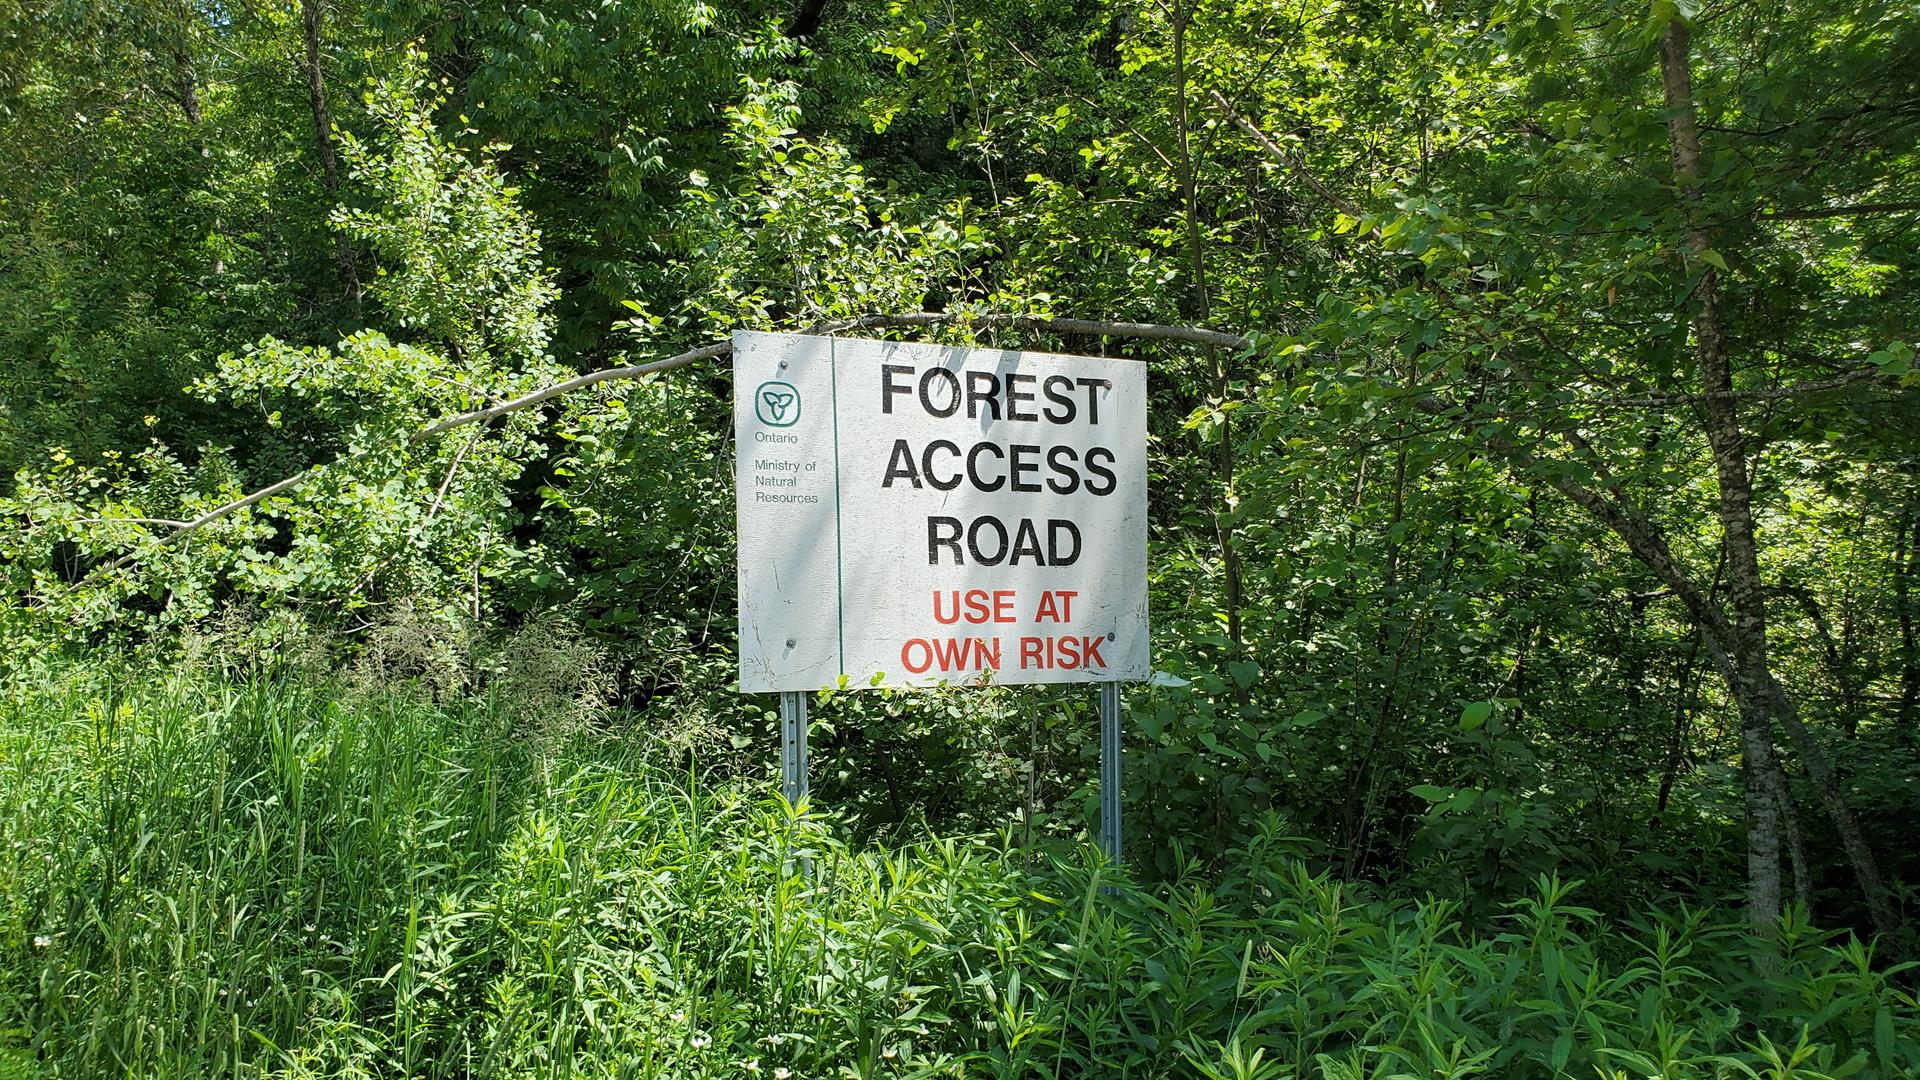 Ontario
Ministry of
Natural
Resources
FOREST
ACCESS
ROAD
USE AT
OWN RISK